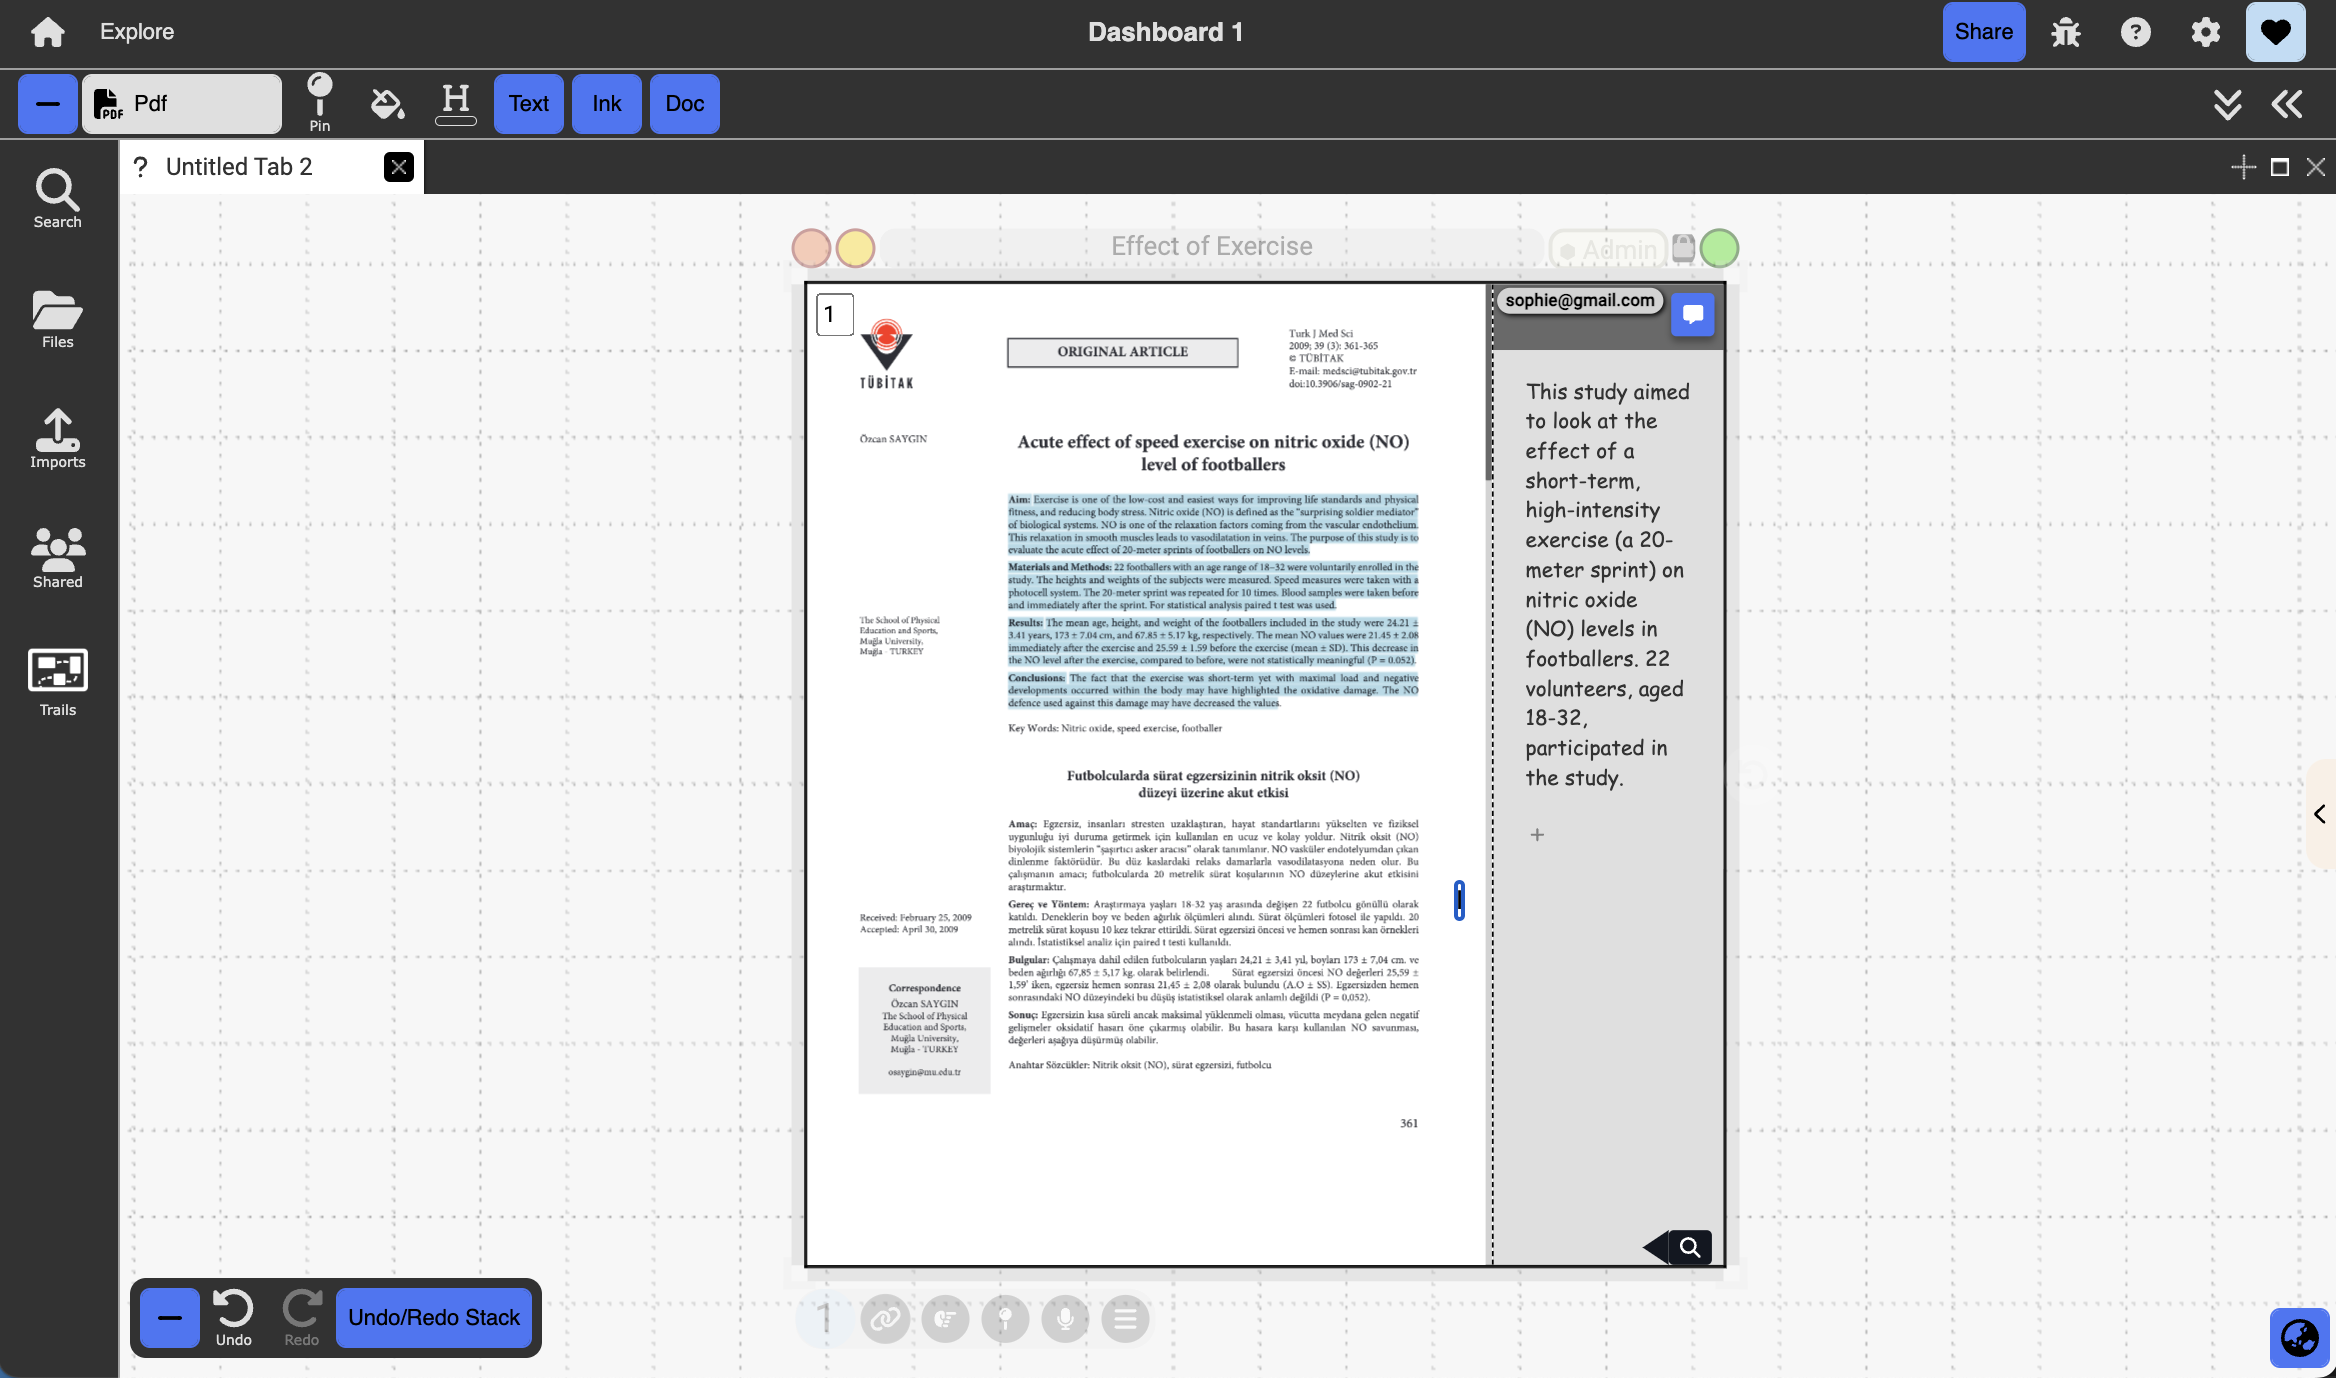 Explore
Dashboard 1
Share
Pdf
Pin
H
Text
Ink
Doc
? Untitled Tab 2
Search
Files
Imports
Shared
Trails
Effect of Exercise
Admin
1
TÜBİTAK
ORIGINAL ARTICLE
Turk J Med Sci
2009; 39 (3): 361-365
© TÜBİTAK
E-mail: medsci@tubitak.gov.tr
doi:10.3906/sag-0902-21
Özcan SAYGIN
Acute effect of speed exercise on nitric oxide (NO)
level of footballers
Aim: Exercise is one of the low-cost and easiest ways for improving life standards and physical
fitness, and reducing body stress. Nitric oxide (NO) is defined as the "surprising soldier mediator"
of biological systems. NO is one of the relaxation factors coming from the vascular endothelium.
This relaxation in smooth muscles leads to vasodilatation in veins. The purpose of this study is to
evaluate the acute effect of 20-meter sprints of footballers on NO levels.
Materials and Methods: 22 footballers with an age range of 18-32 were voluntarily enrolled in the
study. The heights and weights of the subjects were measured. Speed measures were taken with a
photocell system. The 20-meter sprint was repeated for 10 times. Blood samples were taken before
and immediately after the sprint. For statistical analysis paired t test was used.
The School of Physical
Education and Sports,
Muğla University,
Muğla - TURKEY
Results: The mean age, height, and weight of the footballers included in the study were 24.21 ±
3.41 years, 173 ± 7.04 cm, and 67.85 ± 5.17 kg, respectively. The mean NO values were 21.45 ± 2.08
immediately after the exercise and 25.59 ± 1.59 before the exercise (mean ± SD). This decrease in
the NO level after the exercise, compared to before, were not statistically meaningful (P = 0.052).
Conclusions: The fact that the exercise was short-term yet with maximal load and negative
developments occurred within the body may have highlighted the oxidative damage. The NO
defence used against this damage may have decreased the values.
Key Words: Nitric oxide, speed exercise, footballer
Futbolcularda sürat egzersizinin nitrik oksit (NO)
düzeyi üzerine akut etkisi
Amaç: Egzersiz, insanları stresten uzaklaştıran, hayat standartlarını yükselten ve fiziksel
uygunluğu iyi duruma getirmek için kullanılan en ucuz ve kolay yoldur. Nitrik oksit (NO)
biyolojik sistemlerin "şaşırtıcı asker aracısı" olarak tanımlanır. NO vasküler endotelyumdan çıkan
dinlenme faktörüdür. Bu düz kaslardaki relaks damarlarla vasodilatasyona neden olur. Bu
çalışmanın amacı; futbolcularda 20 metrelik sürat koşularının NO düzeylerine akut etkisini
araştırmaktır.
Gereç ve Yöntem: Araştırmaya yaşları 18-32 yaş arasında değişen 22 futbolcu gönüllü olarak
katıldı. Deneklerin boy ve beden ağırlık ölçümleri alındı. Sürat ölçümleri fotosel ile yapıldı. 20
metrelik sürat koşusu 10 kez tekrar ettirildi. Sürat egzersizi öncesi ve hemen sonrası kan örnekleri
alındı. İstatistiksel analiz için paired t testi kullanıldı.
Received: February 25, 2009
Accepted: April 30, 2009
Bulgular: Çalışmaya dahil edilen futbolcuların yaşları 24,21 ± 3,41 yıl, boyları 173 ± 7,04 cm. ve
beden ağırlığı 67,85 ± 5,17 kg. olarak belirlendi. Sürat egzersizi öncesi NO değerleri 25,59 ±
1,59' iken, egzersiz hemen sonrası 21,45 ± 2,08 olarak bulundu (A.O ± SS). Egzersizden hemen
sonrasındaki NO düzeyindeki bu düşüş istatistiksel olarak anlamlı değildi (P = 0,052).
Sonuç: Egzersizin kısa süreli ancak maksimal yüklenmeli olması, vücutta meydana gelen negatif
gelişmeler oksidatif hasarı öne çıkarmış olabilir. Bu hasara karşı kullanılan NO savunması,
değerleri aşağıya düşürmüş olabilir.
Anahtar Sözcükler: Nitrik oksit (NO), sürat egzersizi, futbolcu
Correspondence
Özcan SAYGIN
The School of Physical
Education and Sports,
Muğla University,
Muğla - TURKEY
ossygin@mu.edu.tr
361
sophie@gmail.com
This study aimed
to look at the
effect of a
short-term,
high-intensity
exercise (a 20-
meter sprint) on
nitric oxide
(NO) levels in
footballers. 22
volunteers, aged
18-32,
participated in
the study.
+
1
Undo
Redo
Undo/Redo Stack